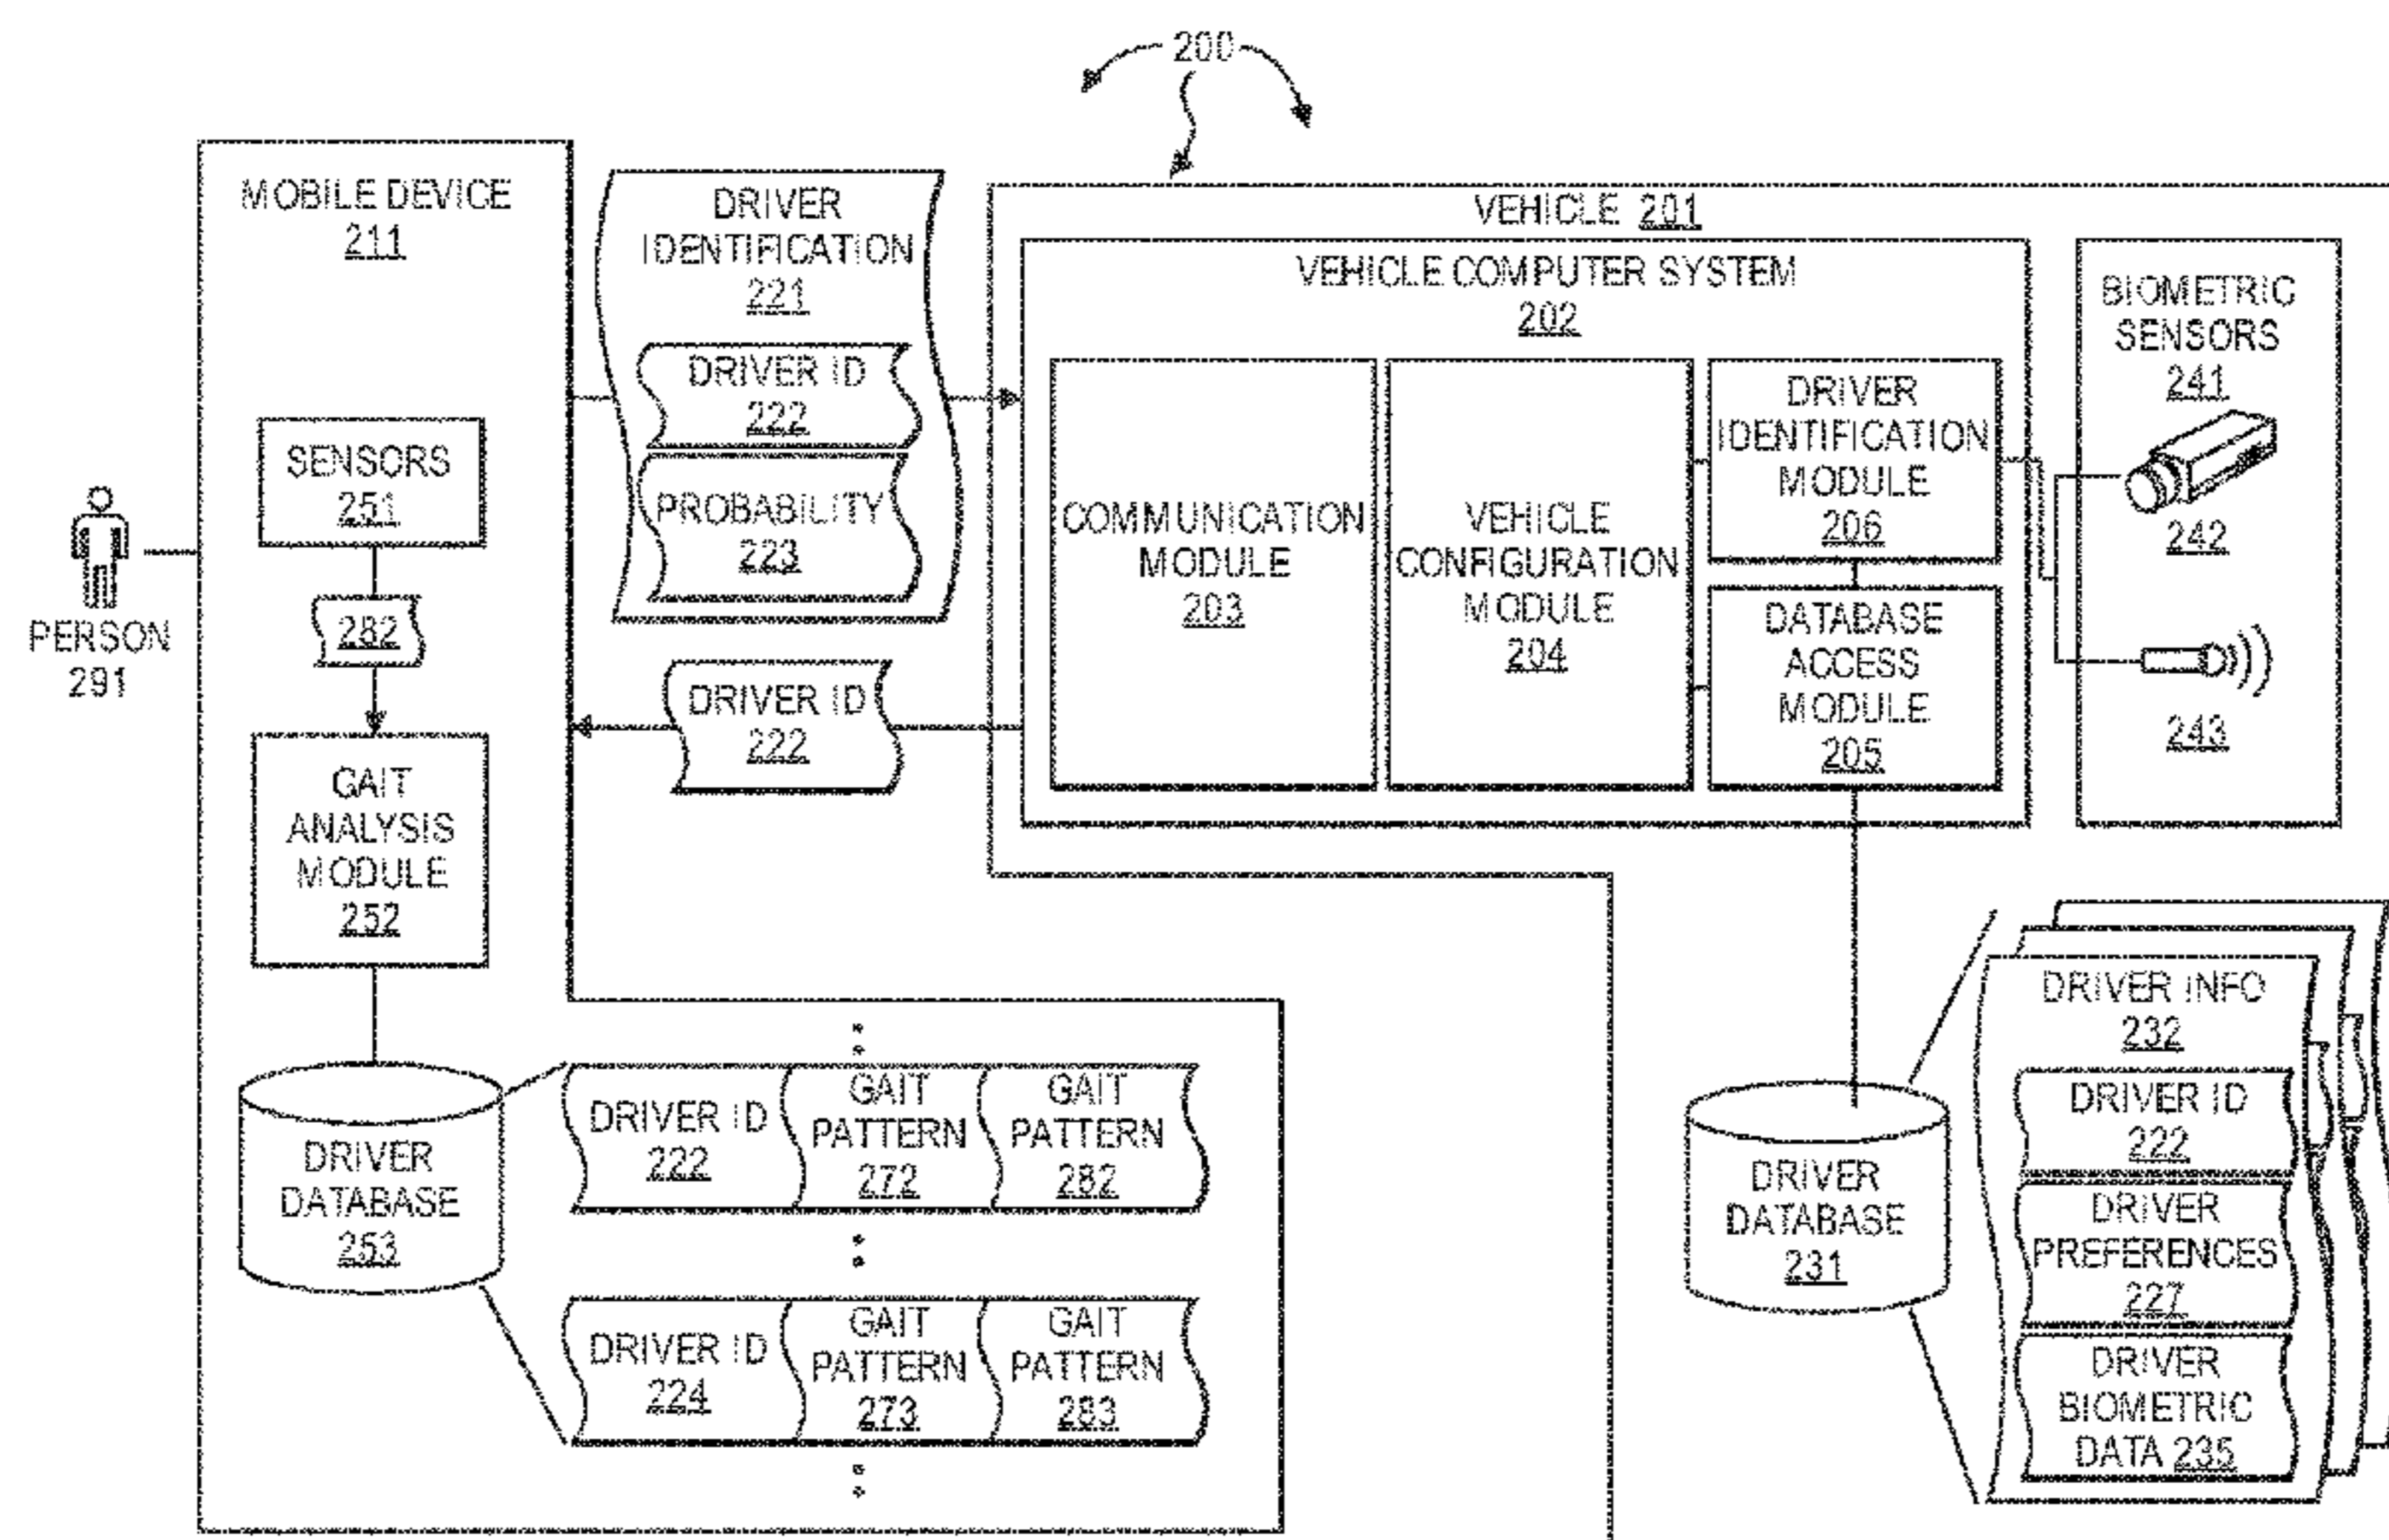 200
MOBILE DEVICE
211
SENSORS
251
282
GAIT
ANALYSIS
MODULE
252
DRIVER
DATABASE
253
PERSON
291
DRIVER
IDENTIFICATION
221
DRIVER ID
222
PROBABILITY
223
DRIVER ID
222
DRIVER ID
222
GAIT
PATTERN
272
GAIT
PATTERN
282
DRIVER ID
224
GAIT
PATTERN
273
GAIT
PATTERN
283
VEHICLE 201
VEHICLE COMPUTER SYSTEM
202
COMMUNICATION
MODULE
203
VEHICLE
CONFIGURATION
MODULE
204
DRIVER
IDENTIFICATION
MODULE
206
DATABASE
ACCESS
MODULE
205
BIOMETRIC
SENSORS
241
242
243
DRIVER
DATABASE
231
DRIVER INFO
232
DRIVER ID
222
DRIVER
PREFERENCES
227
DRIVER
BIOMETRIC
DATA 235